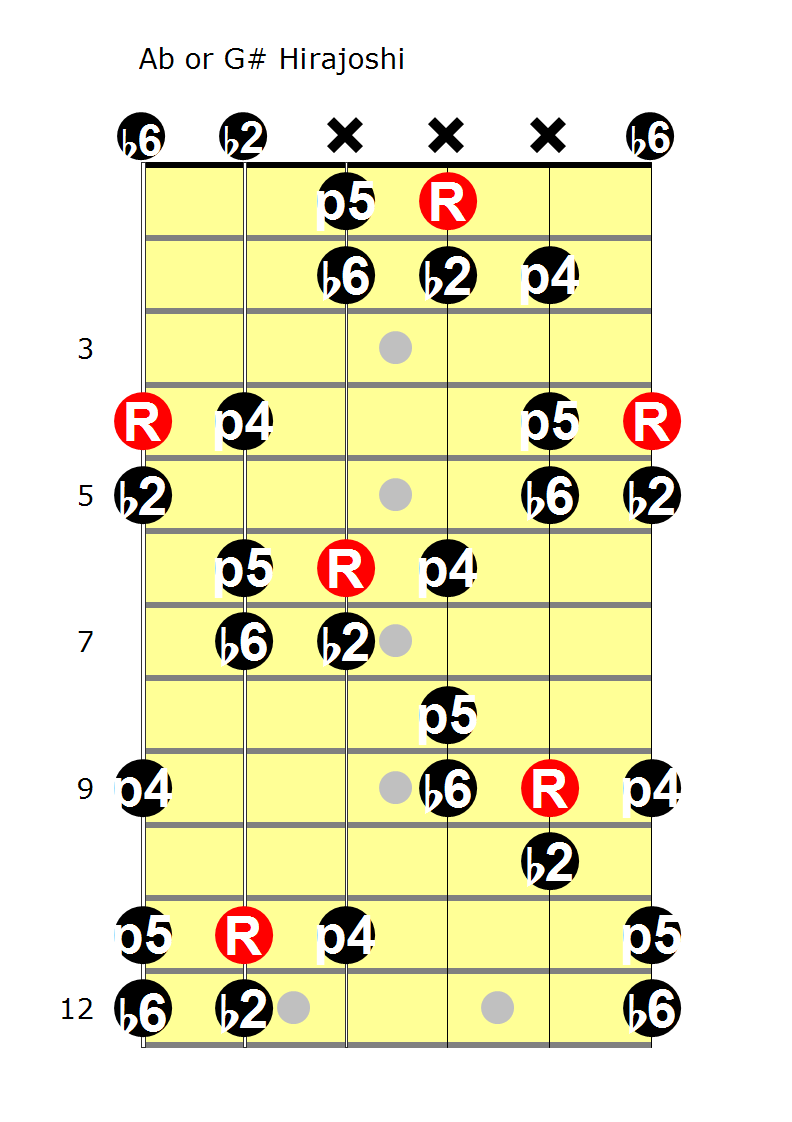 Ab or G# Hirajoshi
♭6 ♭2 ♭6
p5 R
♭6 ♭2 p4
3
R p4 p5 R
5 ♭2 ♭6 ♭2
p5 R p4
7 ♭6 ♭2
p5
9 p4 ♭6 R p4
♭2
p5 R p4 p5
12 ♭6 ♭2 ♭6